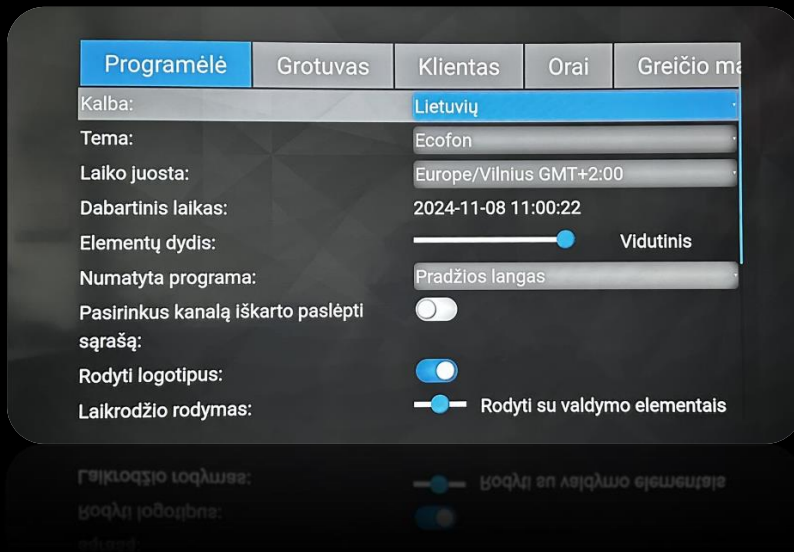 Programėlė Grotuvas Klientas Orai Greičio ma
Kalba: Lietuvių
Tema: Ecofon
Laiko juosta: Europe/Vilnius GMT+2:00
Dabartinis laikas: 2024-11-08 11:00:22
Elementų dydis: Vidutinis
Numatyta programa: Pradžios langas
Pasirinkus kanalą iškarto paslėpti
sąrašą:
Rodyti logotipus:
Laikrodžio rodymas: Rodyti su valdymo elementais